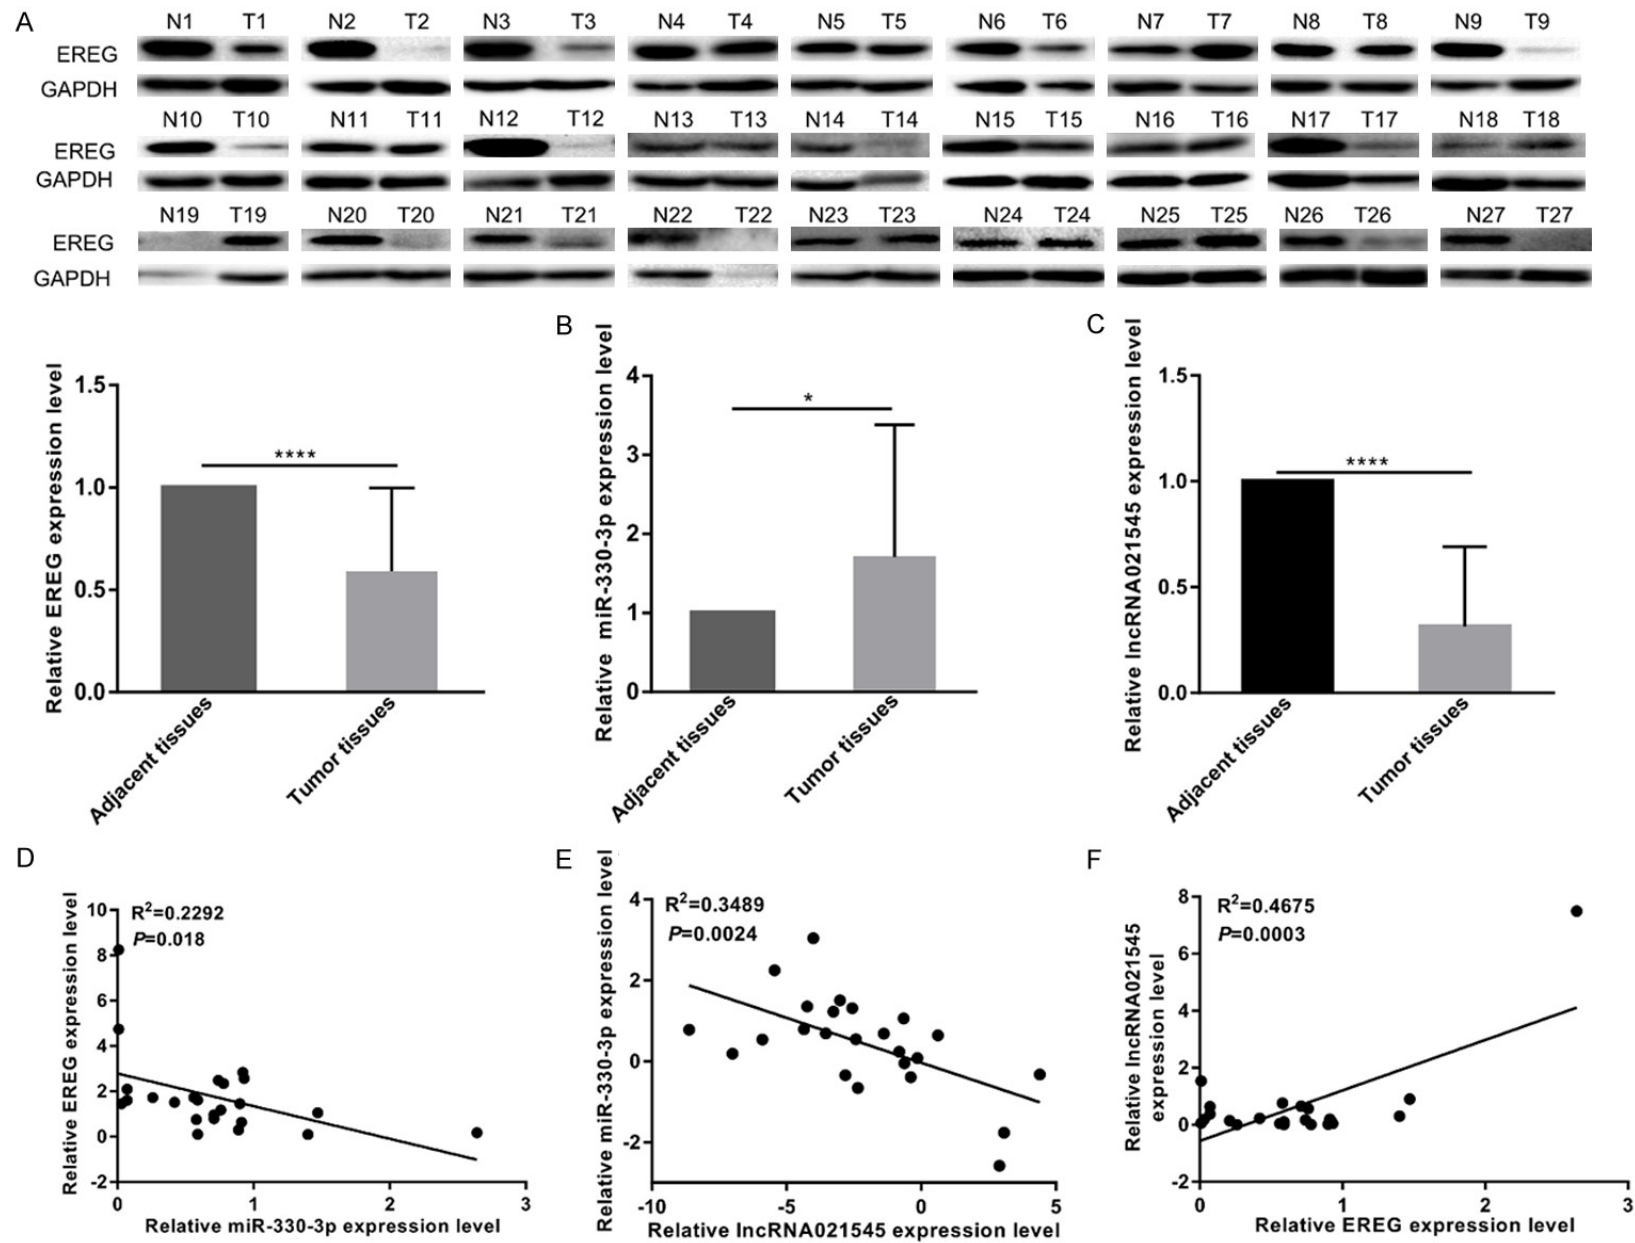 A
N1 T1 N2 T2 N3 T3 N4 T4 N5 T5 N6 T6 N7 T7 N8 T8 N9 T9
EREG
GAPDH
N10 T10 N11 T11 N12 T12 N13 T13 N14 T14 N15 T15 N16 T16 N17 T17 N18 T18
EREG
GAPDH
N19 T19 N20 T20 N21 T21 N22 T22 N23 T23 N24 T24 N25 T25 N26 T26 N27 T27
EREG
GAPDH
Relative EREG expression level
1.5
1.0
0.5
0.0
****
Adjacent tissues
Tumor tissues
B
Relative miR-330-3p expression level
4
3
2
1
0
*
Adjacent tissues
Tumor tissues
C
Relative lncRNA021545 expression level
1.5
1.0
0.5
0.0
****
Adjacent tissues
Tumor tissues
D
Relative EREG expression level
10
8
6
4
2
0
-2
R²=0.2292
P=0.018
0 1 2 3
Relative miR-330-3p expression level
E
Relative miR-330-3p expression level
4
2
0
-2
R²=0.3489
P=0.0024
-10 -5 0 5
Relative lncRNA021545 expression level
F
Relative lncRNA021545
expression level
8
6
4
2
0
-2
R²=0.4675
P=0.0003
0 1 2 3
Relative EREG expression level